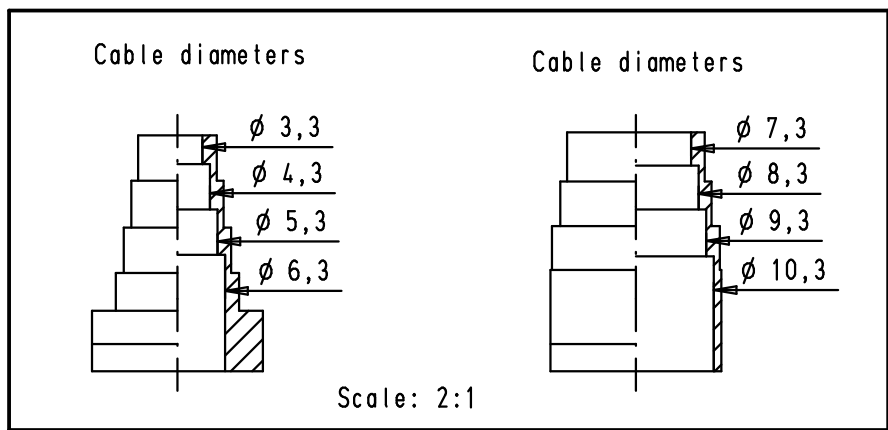 Cable diameters
ϕ 3,3
ϕ 4,3
ϕ 5,3
ϕ 6,3
Cable diameters
ϕ 7,3
ϕ 8,3
ϕ 9,3
ϕ 10,3
Scale: 2:1